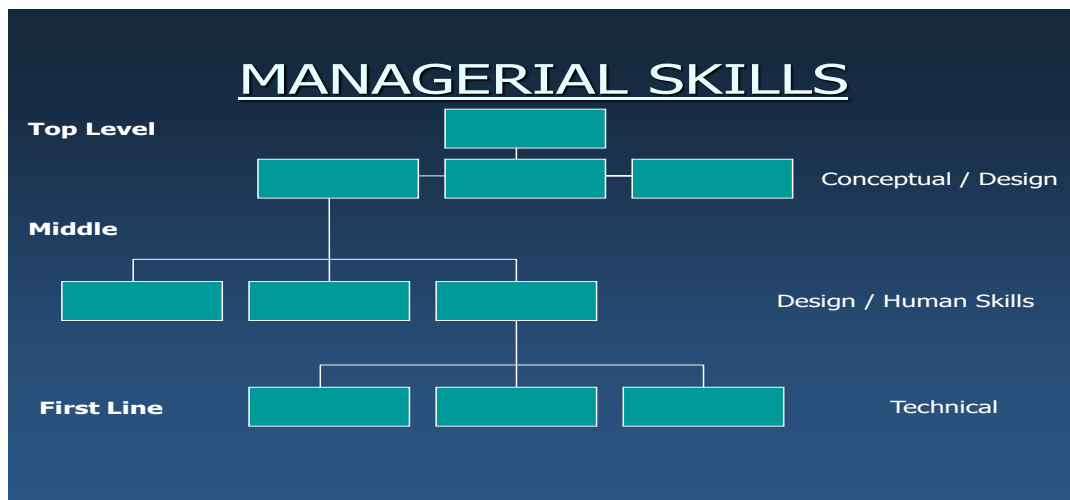 MANAGERIAL SKILLS
Top Level
Conceptual / Design
Middle
Design / Human Skills
First Line
Technical